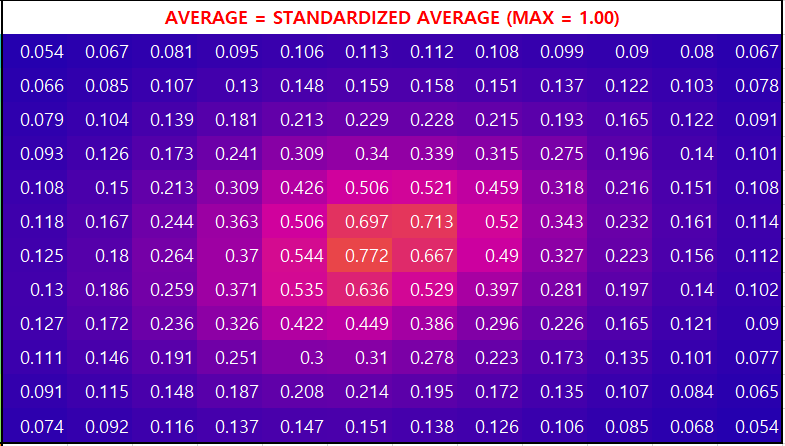 AVERAGE = STANDARDIZED AVERAGE (MAX = 1.00)
0.054 0.067 0.081 0.095 0.106 0.113 0.112 0.108 0.099 0.09 0.08 0.067
0.066 0.085 0.107 0.13 0.148 0.159 0.158 0.151 0.137 0.122 0.103 0.078
0.079 0.104 0.139 0.181 0.213 0.229 0.228 0.215 0.193 0.165 0.122 0.091
0.093 0.126 0.173 0.241 0.309 0.34 0.339 0.315 0.275 0.196 0.14 0.101
0.108 0.15 0.213 0.309 0.426 0.506 0.521 0.459 0.318 0.216 0.151 0.108
0.118 0.167 0.244 0.363 0.506 0.697 0.713 0.52 0.343 0.232 0.161 0.114
0.125 0.18 0.264 0.37 0.544 0.772 0.667 0.49 0.327 0.223 0.156 0.112
0.13 0.186 0.259 0.371 0.535 0.636 0.529 0.397 0.281 0.197 0.14 0.102
0.127 0.172 0.236 0.326 0.422 0.449 0.386 0.296 0.226 0.165 0.121 0.09
0.111 0.146 0.191 0.251 0.3 0.31 0.278 0.223 0.173 0.135 0.101 0.077
0.091 0.115 0.148 0.187 0.208 0.214 0.195 0.172 0.135 0.107 0.084 0.065
0.074 0.092 0.116 0.137 0.147 0.151 0.138 0.126 0.106 0.085 0.068 0.054